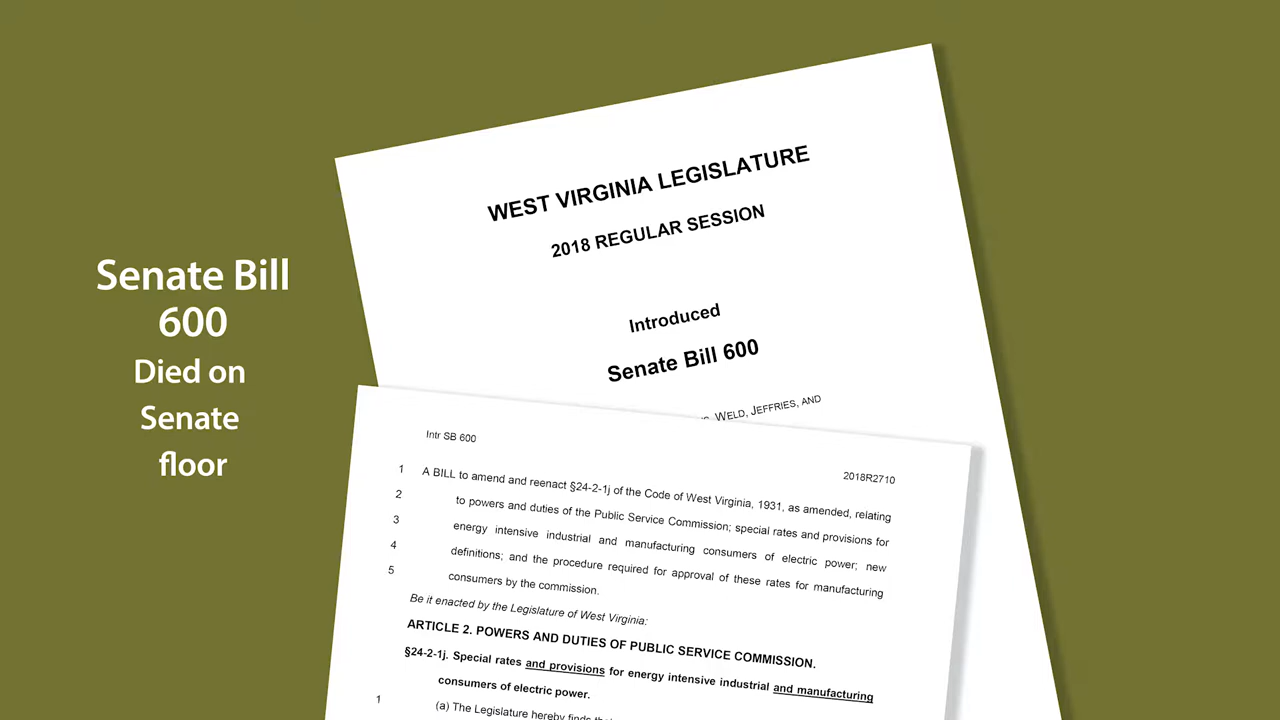 Senate Bill
600
Died on
Senate
floor
WEST VIRGINIA LEGISLATURE
2018 REGULAR SESSION
Introduced
Senate Bill 600
WELD, JEFFRIES, AND
Intr SB 600
2018R2710
1 A BILL to amend and reenact §24-2-1j of the Code of West Virginia, 1931, as amended, relating
2 to powers and duties of the Public Service Commission; special rates and provisions for
3 energy intensive industrial and manufacturing consumers of electric power; new
4 definitions; and the procedure required for approval of these rates for manufacturing
5 consumers by the commission.
Be it enacted by the Legislature of West Virginia:
ARTICLE 2. POWERS AND DUTIES OF PUBLIC SERVICE COMMISSION.
§24-2-1j. Special rates and provisions for energy intensive industrial and manufacturing
consumers of electric power.
1 (a) The Legislature hereby finds